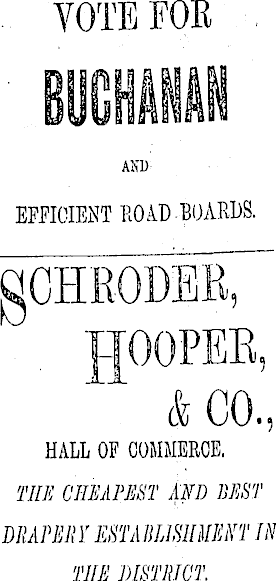 VOTE FOR
BUCHANAN
AND
EFFICIENT ROAD BOARDS.
SCHRODER,
HOOPER,
& CO.,
HALL OF COMMERCE.
THE CHEAPEST AND BEST
DRAPERY ESTABLISHMENT IN
THE DISTRICT.